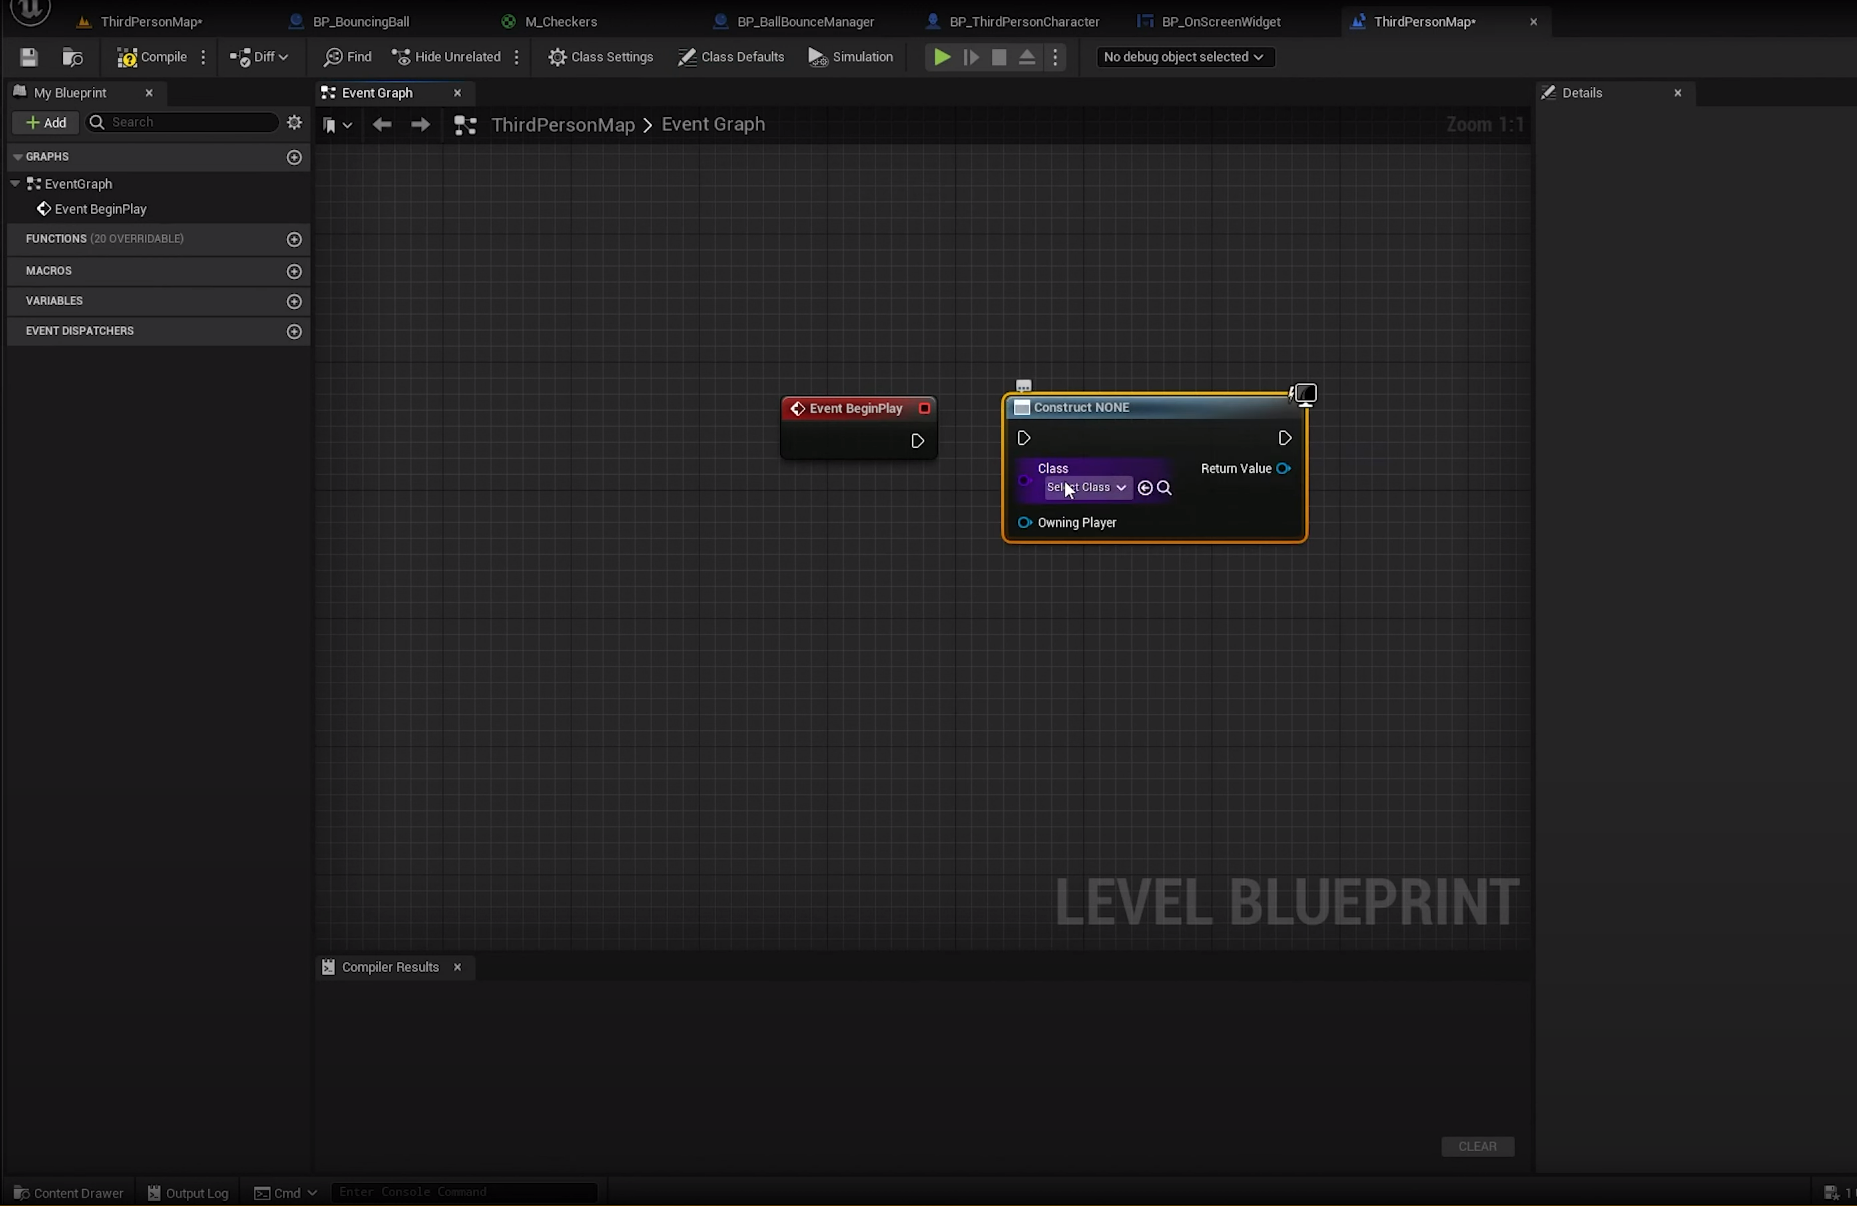 ThirdPersonMap*
BP_BouncingBall
M_Checkers
BP_BallBounceManager
BP_ThirdPersonCharacter
BP_OnScreenWidget
ThirdPersonMap*
Compile
Diff
Find
Hide Unrelated
Class Settings
Class Defaults
Simulation
No debug object selected
My Blueprint
Event Graph
Details
Add
Search
ThirdPersonMap > Event Graph
Zoom 1:1
GRAPHS
EventGraph
Event BeginPlay
FUNCTIONS (20 OVERRIDABLE)
MACROS
VARIABLES
EVENT DISPATCHERS
Event BeginPlay
Construct NONE
Class
Select Class
Return Value
Owning Player
LEVEL BLUEPRINT
Compiler Results
CLEAR
Content Drawer
Output Log
Cmd
Enter Console Command
1